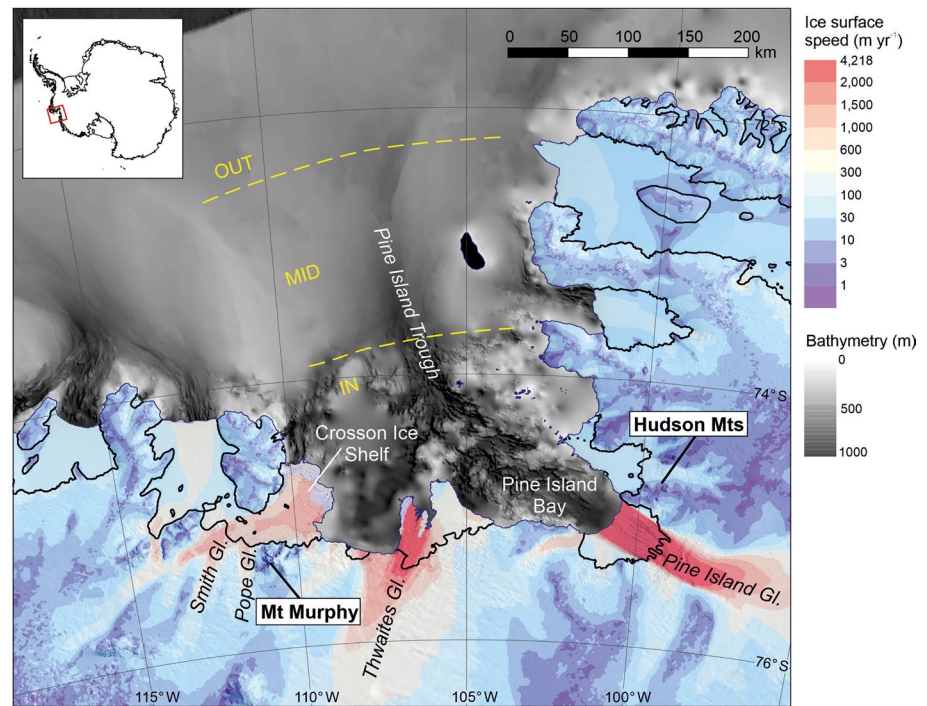 0 50 100 150 200
km
OUT
MID
IN
Pine Island Trough
72° S
74° S
76° S
Hudson Mts
Crosson Ice
Shelf
Pine Island
Bay
Smith Gl.
Pope Gl.
Mt Murphy
Thwaites Gl.
Pine Island Gl.
115° W 110° W 105° W 100° W
Ice surface
speed (m yr⁻¹)
4,218
2,000
1,500
1,000
600
300
100
30
10
3
1
Bathymetry (m)
0
500
1000